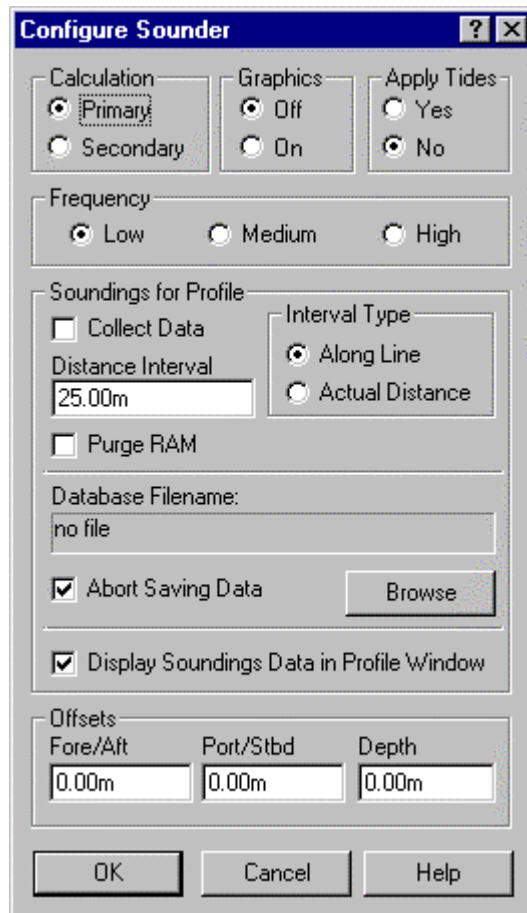 Configure Sounder
Calculation
Primary
Secondary
Graphics
Off
On
Apply Tides
Yes
No
Frequency
Low Medium High
Soundings for Profile
Collect Data
Distance Interval
25.00m
Interval Type
Along Line
Actual Distance
Purge RAM
Database Filename:
no file
Abort Saving Data
Browse
Display Soundings Data in Profile Window
Offsets
Fore/Aft Port/Stbd Depth
0.00m 0.00m 0.00m
OK Cancel Help